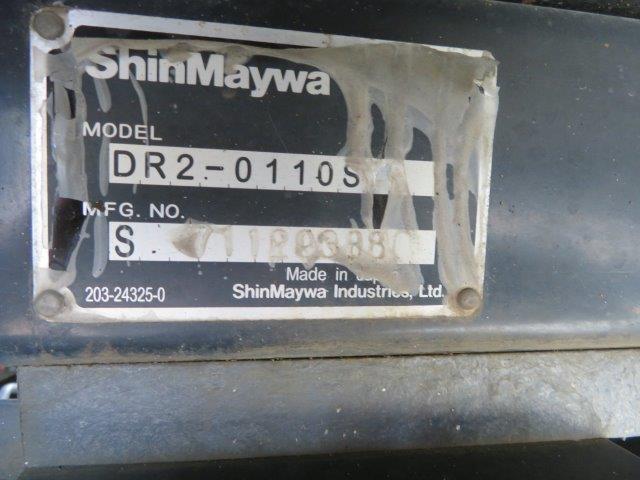 ShinMaywa
MODEL
DR2-0110S
MFG. NO.
S.
Made in
203-24325-0
ShinMaywa Industries, Ltd.